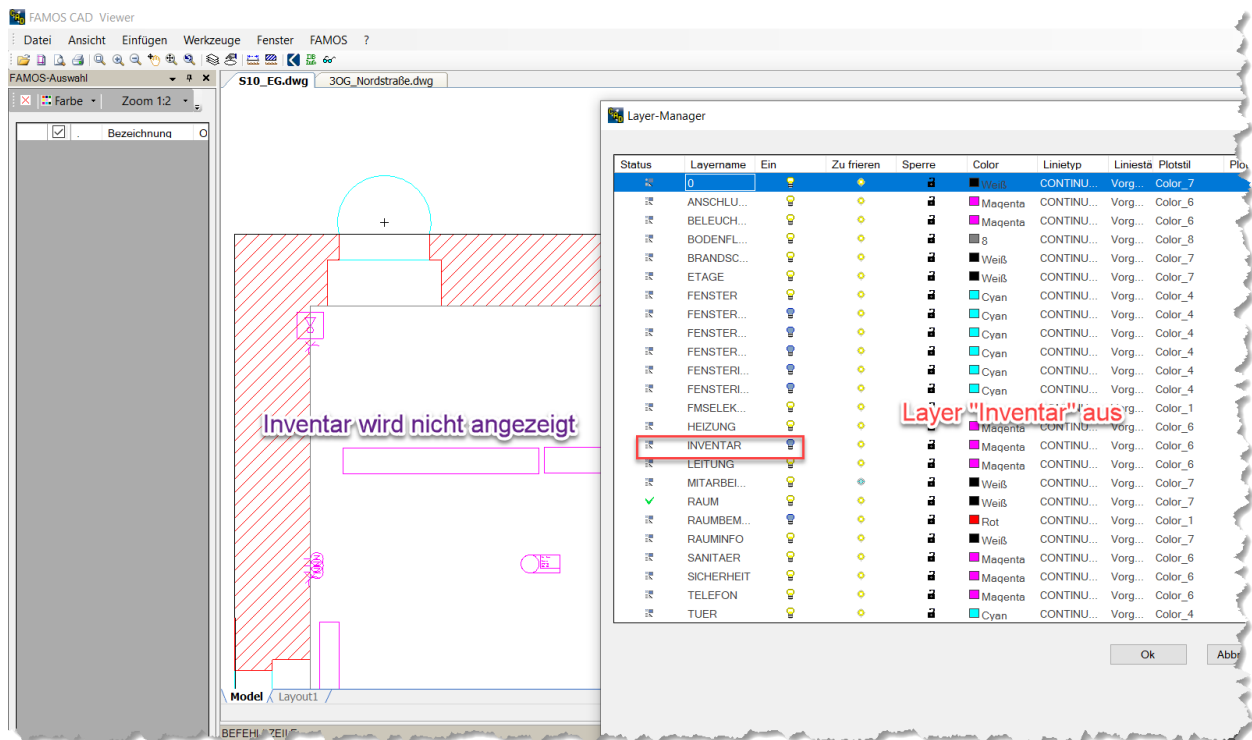 FAMOS CAD Viewer
Datei Ansicht Einfügen Werkzeuge Fenster FAMOS ?
FAMOS-Auswahl
S10_EG.dwg 3OG_Nordstraße.dwg
Farbe Zoom 1:2
. Bezeichnung O
Inventar wird nicht angezeigt
Model Layout1
Layer-Manager
Status Layername Ein Zu frieren Sperre Color Linietyp Liniestä Plotstil Plo
0 Weiß CONTINU... Vorg... Color_7
ANSCHLU... Magenta CONTINU... Vorg... Color_6
BELEUCH... Magenta CONTINU... Vorg... Color_6
BODENFL... 8 CONTINU... Vorg... Color_8
BRANDSC... Weiß CONTINU... Vorg... Color_7
ETAGE Weiß CONTINU... Vorg... Color_7
FENSTER Cyan CONTINU... Vorg... Color_4
FENSTER... Cyan CONTINU... Vorg... Color_4
FENSTER... Cyan CONTINU... Vorg... Color_4
FENSTER... Cyan CONTINU... Vorg... Color_4
FENSTERI... Cyan CONTINU... Vorg... Color_4
FENSTERI... Cyan CONTINU... Vorg... Color_4
FMSELEK... CONTINU... Vorg... Color_1
Layer "Inventar" aus
HEIZUNG Magenta CONTINU... Vorg... Color_6
INVENTAR Magenta CONTINU... Vorg... Color_6
LEITUNG Magenta CONTINU... Vorg... Color_6
MITARBEI... Weiß CONTINU... Vorg... Color_7
RAUM Weiß CONTINU... Vorg... Color_7
RAUMBEM... Rot CONTINU... Vorg... Color_1
RAUMINFO Weiß CONTINU... Vorg... Color_7
SANITAER Magenta CONTINU... Vorg... Color_6
SICHERHEIT Magenta CONTINU... Vorg... Color_6
TELEFON Magenta CONTINU... Vorg... Color_6
TUER Cyan CONTINU... Vorg... Color_4
Ok Abbr